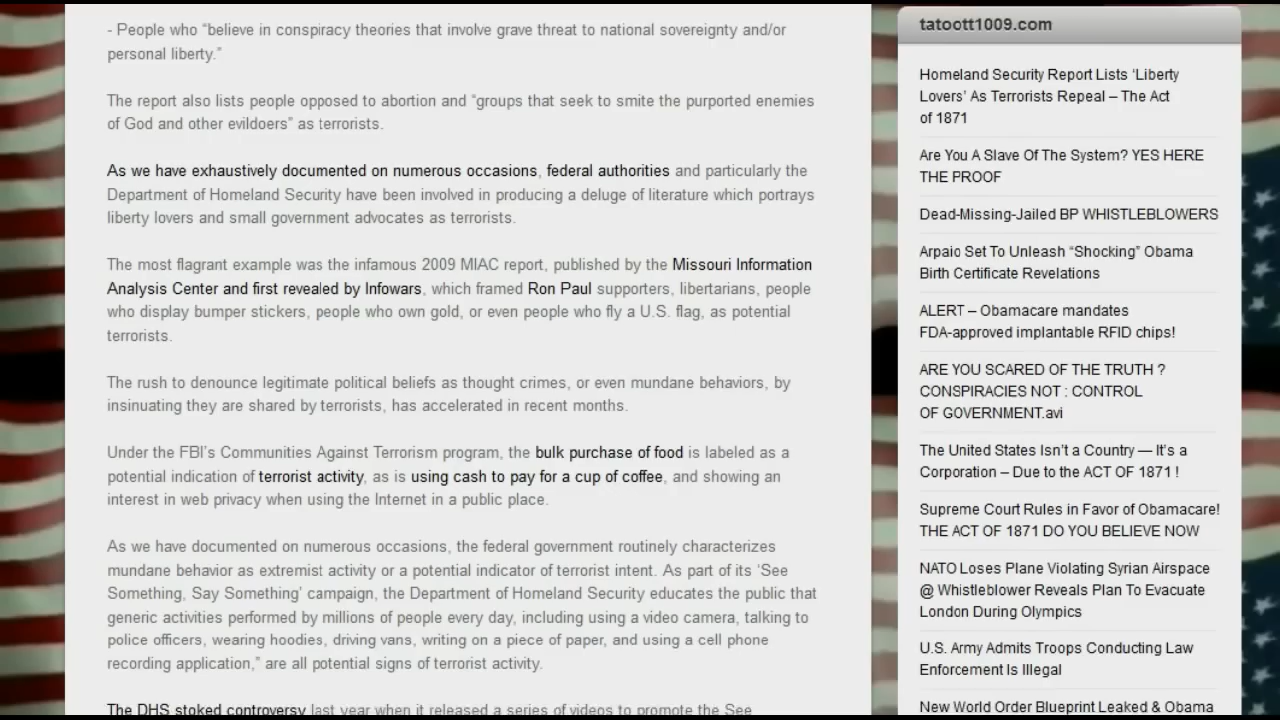 - People who “believe in conspiracy theories that involve grave threat to national sovereignty and/or
personal liberty.”
The report also lists people opposed to abortion and “groups that seek to smite the purported enemies
of God and other evildoers” as terrorists.
As we have exhaustively documented on numerous occasions, federal authorities and particularly the
Department of Homeland Security have been involved in producing a deluge of literature which portrays
liberty lovers and small government advocates as terrorists.
The most flagrant example was the infamous 2009 MIAC report, published by the Missouri Information
Analysis Center and first revealed by Infowars, which framed Ron Paul supporters, libertarians, people
who display bumper stickers, people who own gold, or even people who fly a U.S. flag, as potential
terrorists.
The rush to denounce legitimate political beliefs as thought crimes, or even mundane behaviors, by
insinuating they are shared by terrorists, has accelerated in recent months.
Under the FBI’s Communities Against Terrorism program, the bulk purchase of food is labeled as a
potential indication of terrorist activity, as is using cash to pay for a cup of coffee, and showing an
interest in web privacy when using the Internet in a public place.
As we have documented on numerous occasions, the federal government routinely characterizes
mundane behavior as extremist activity or a potential indicator of terrorist intent. As part of its ‘See
Something, Say Something’ campaign, the Department of Homeland Security educates the public that
generic activities performed by millions of people every day, including using a video camera, talking to
police officers, wearing hoodies, driving vans, writing on a piece of paper, and using a cell phone
recording application,” are all potential signs of terrorist activity.
The DHS stoked controversy last year when it released a series of videos to promote the See
tatoott1009.com
Homeland Security Report Lists ‘Liberty
Lovers’ As Terrorists Repeal – The Act
of 1871
Are You A Slave Of The System? YES HERE
THE PROOF
Dead-Missing-Jailed BP WHISTLEBLOWERS
Arpaio Set To Unleash “Shocking” Obama
Birth Certificate Revelations
ALERT – Obamacare mandates
FDA-approved implantable RFID chips!
ARE YOU SCARED OF THE TRUTH ?
CONSPIRACIES NOT : CONTROL
OF GOVERNMENT.avi
The United States Isn’t a Country — It’s a
Corporation – Due to the ACT OF 1871 !
Supreme Court Rules in Favor of Obamacare!
THE ACT OF 1871 DO YOU BELIEVE NOW
NATO Loses Plane Violating Syrian Airspace
@ Whistleblower Reveals Plan To Evacuate
London During Olympics
U.S. Army Admits Troops Conducting Law
Enforcement Is Illegal
New World Order Blueprint Leaked & Obama